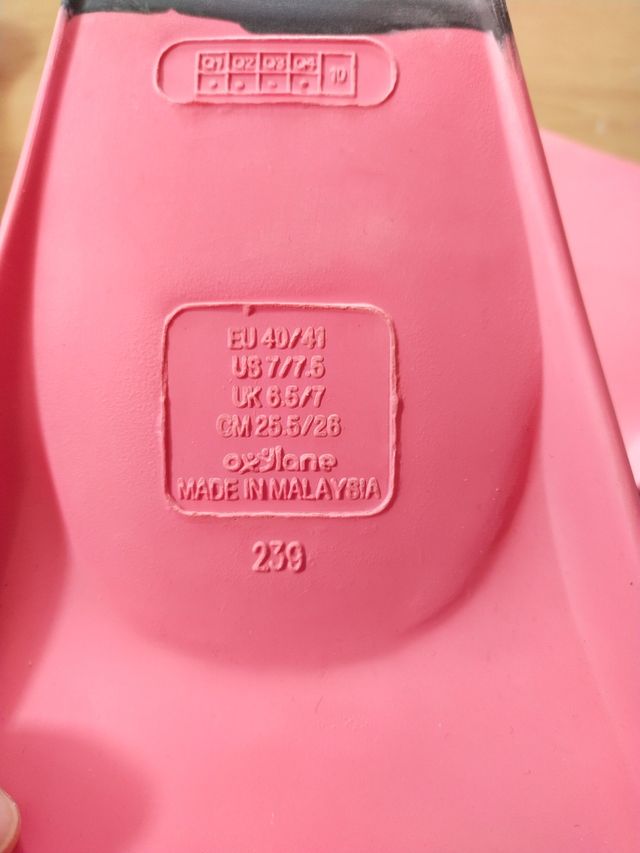 Q1 Q2 Q3 Q4 10
EU 40/41
US 7/7.5
UK 6.5/7
CM 25.5/26
oxylane
MADE IN MALAYSIA
239